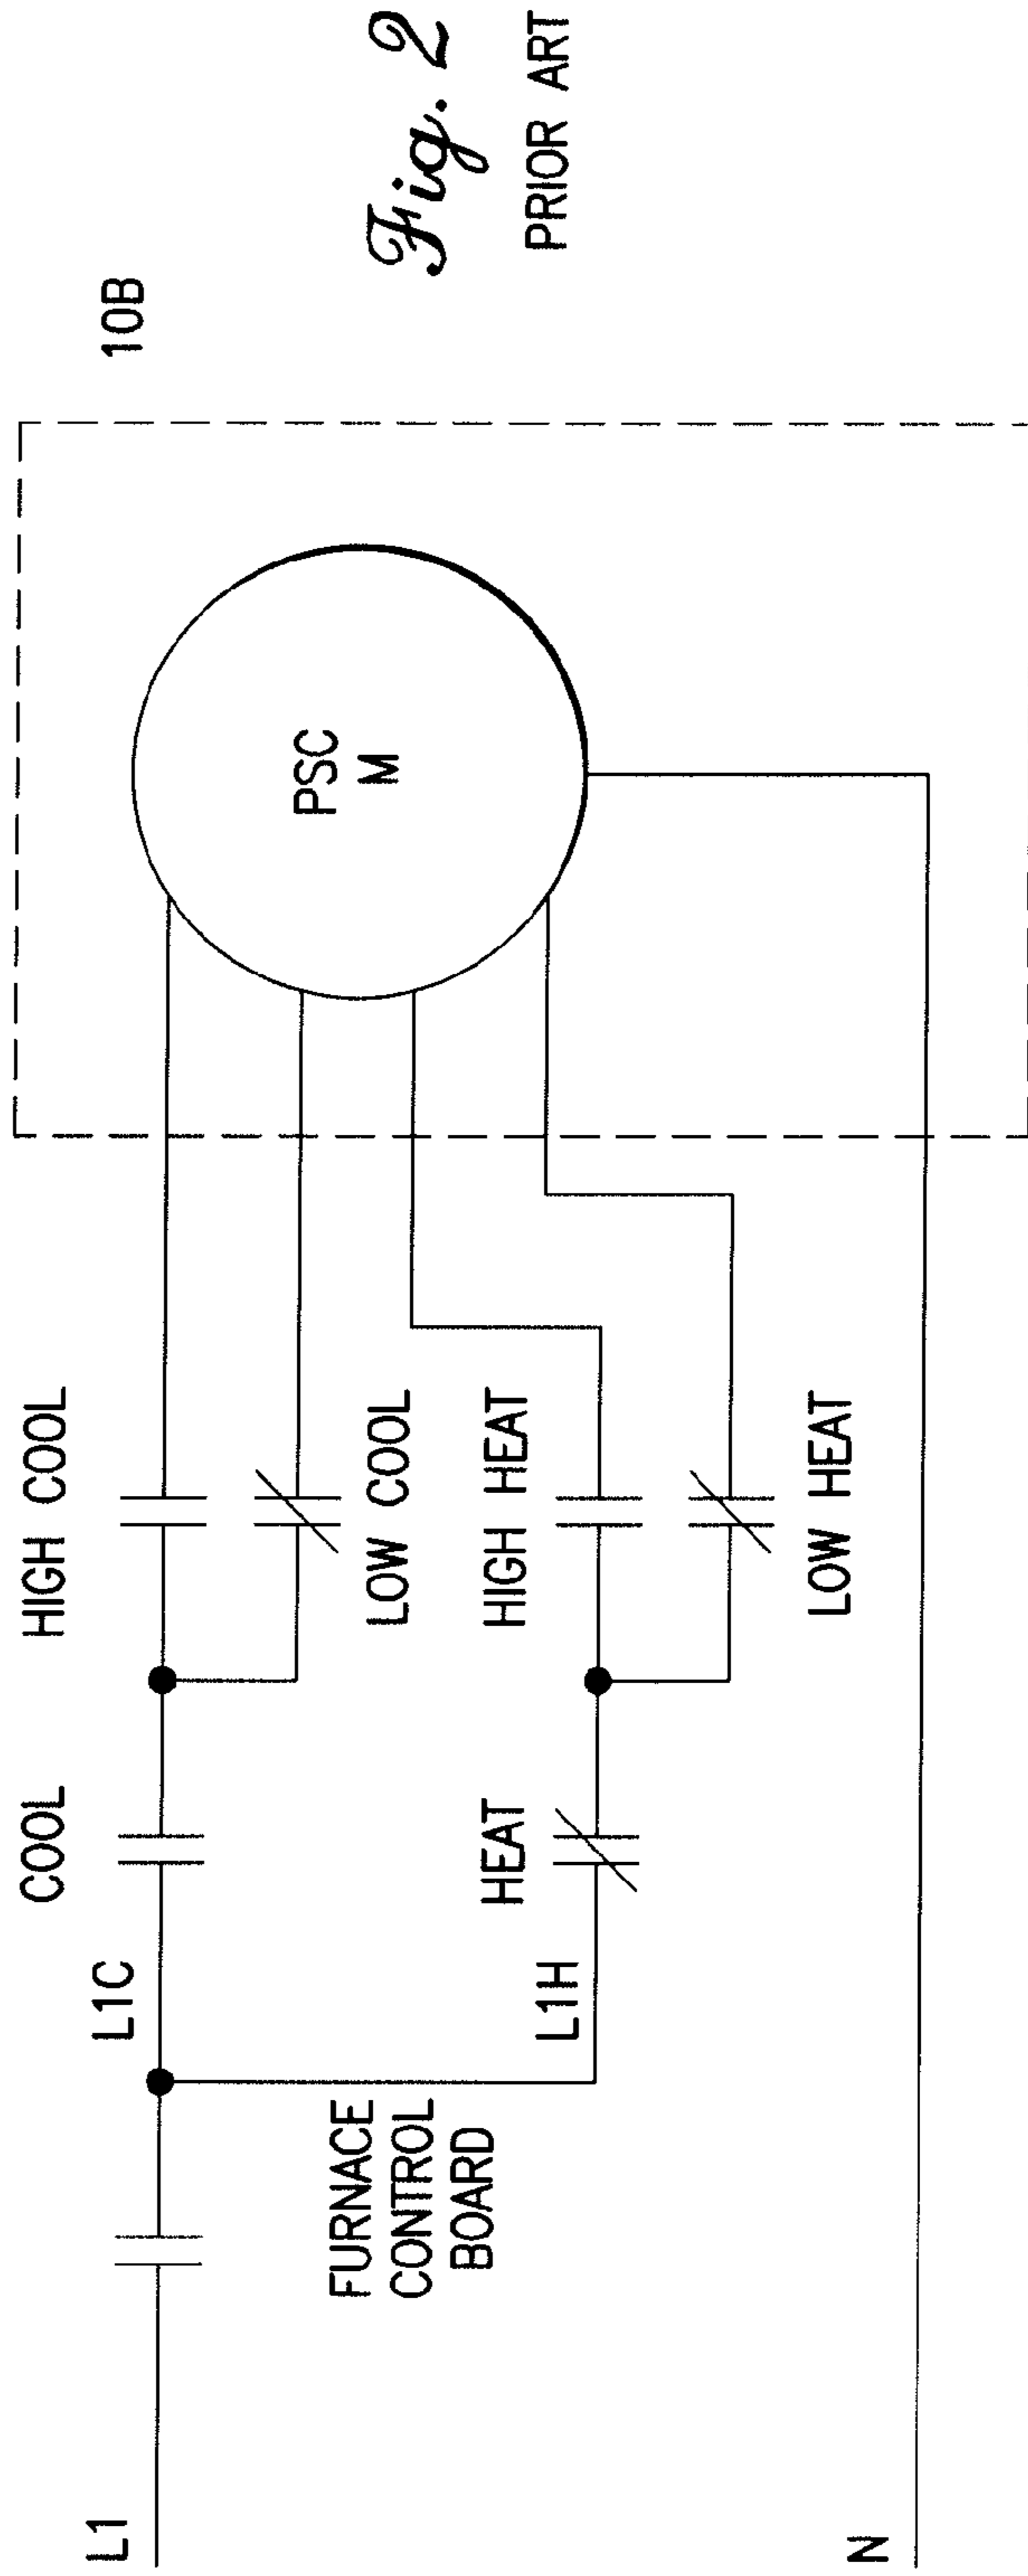 HIGH COOL
COOL
L1C
L1
LOW COOL
HIGH HEAT
HEAT
L1H
FURNACE
CONTROL
BOARD
LOW HEAT
N
PSC
M
10B
Fig. 2
PRIOR ART